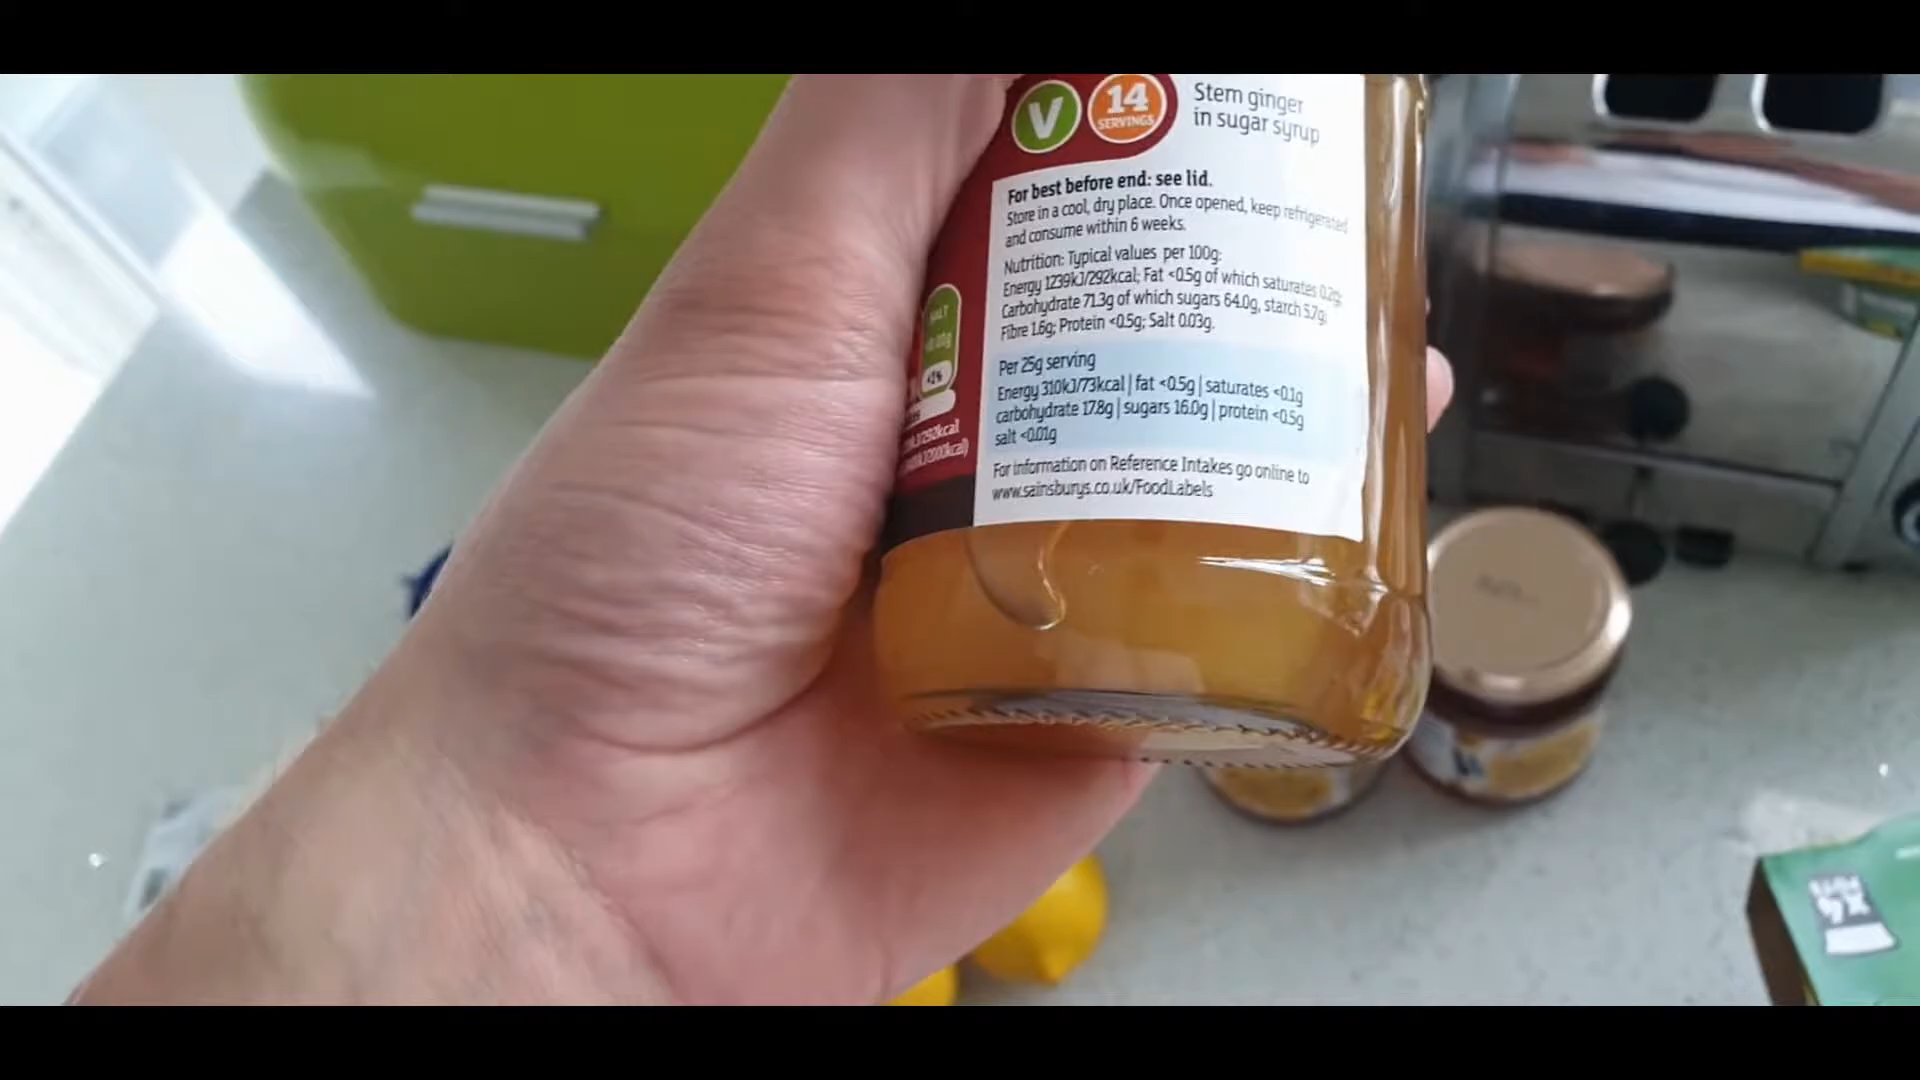 V
14
SERVINGS
Stem ginger
in sugar syrup
For best before end: see lid.
Store in a cool, dry place. Once opened, keep refrigerated
and consume within 6 weeks.
Nutrition: Typical values per 100g:
Energy 1239kJ/292kcal; Fat <0.5g of which saturates 0.2g;
Carbohydrate 71.3g of which sugars 64.0g, starch 5.7g;
Fibre 1.6g; Protein <0.5g; Salt 0.03g.
Per 25g serving
Energy 310kJ/73kcal | fat <0.5g | saturates <0.1g
carbohydrate 17.8g | sugars 16.0g | protein <0.5g
salt <0.01g
For information on Reference Intakes go online to
www.sainsburys.co.uk/FoodLabels
SALT
<0.01g
<1%
/292kcal
/2000kcal)